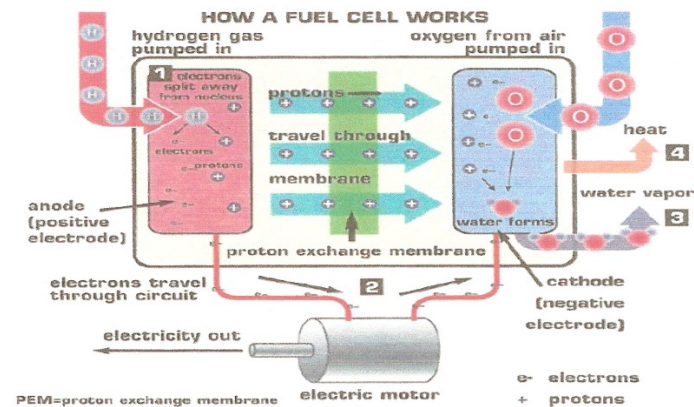 HOW A FUEL CELL WORKS
hydrogen gas
pumped in
oxygen from air
pumped in
H
H
H
H
H
O
O
O
1
electrons
split away
from nucleus
H
electrons
protons
e-
e-
e-
e-
protons
travel through
membrane
O
O
water forms
heat
4
water vapor
3
anode
(positive
electrode)
proton exchange membrane
electrons travel
through circuit
2
cathode
(negative
electrode)
electricity out
electric motor
PEM=proton exchange membrane
e- electrons
+ protons